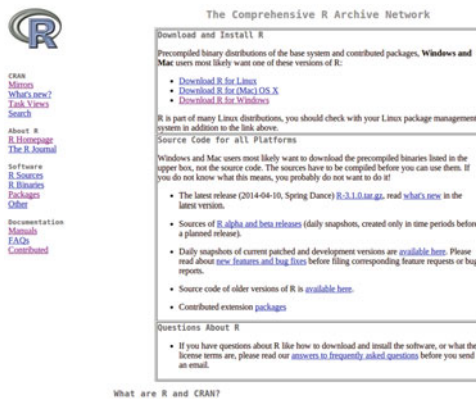 The Comprehensive R Archive Network
R
CRAN
Mirrors
What's new?
Task Views
Search
About R
R Homepage
The R Journal
Software
R Sources
R Binaries
Packages
Other
Documentation
Manuals
FAQs
Contributed
Download and Install R
Precompiled binary distributions of the base system and contributed packages, Windows and
Mac users most likely want one of these versions of R:
• Download R for Linux
• Download R for (Mac) OS X
• Download R for Windows
R is part of many Linux distributions, you should check with your Linux package management
system in addition to the link above.
Source Code for all Platforms
Windows and Mac users most likely want to download the precompiled binaries listed in the
upper box, not the source code. The sources have to be compiled before you can use them. If
you do not know what this means, you probably do not want to do it!
• The latest release (2014-04-10, Spring Dance) R-3.1.0.tar.gz, read what's new in the
latest version.
• Sources of R alpha and beta releases (daily snapshots, created only in time periods before
a planned release).
• Daily snapshots of current patched and development versions are available here. Please
read about new features and bug fixes before filing corresponding feature requests or bug
reports.
• Source code of older versions of R is available here.
• Contributed extension packages
Questions About R
• If you have questions about R like how to download and install the software, or what the
license terms are, please read our answers to frequently asked questions before you send
an email.
What are R and CRAN?